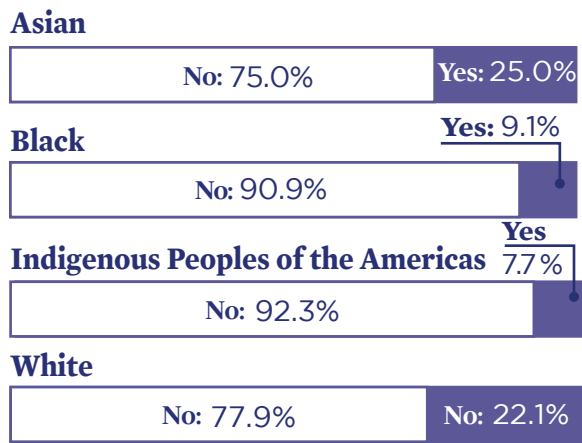 Asian
No: 75.0% Yes: 25.0%
Yes: 9.1%
Black
No: 90.9%
Yes
Indigenous Peoples of the Americas 7.7%
No: 92.3%
White
No: 77.9% No: 22.1%